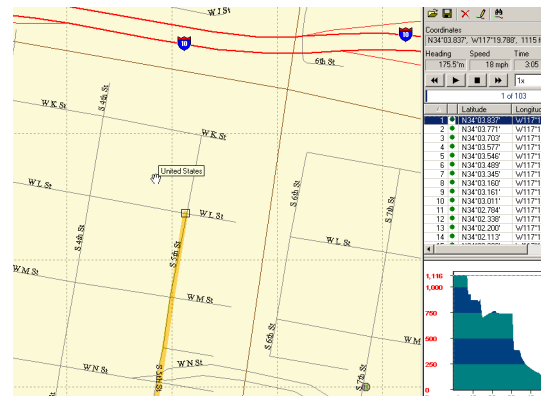 W I St
10
10
6th St
S 4th St
W K St
W K St
United States
W L St
W L St
S 6th St
S 7th St
W L St
S 4th St
S 5th St
W M St
W M St
W M
S 6th St
W N St
W N St
S 5th St
S 7th St
Coordinates
N34°03.837', W117°19.788', 1115 f
Heading Speed Time
175.5°m 18 mph 3:05
1x
1 of 103
Latitude Longitud
1 N34°03.837' W117°1
2 N34°03.771' W117°1
3 N34°03.703' W117°1
4 N34°03.577' W117°1
5 N34°03.546' W117°1
6 N34°03.489' W117°1
7 N34°03.345' W117°1
8 N34°03.160' W117°1
9 N34°03.161' W117°1
10 N34°03.011' W117°1
11 N34°02.784' W117°1
12 N34°02.338' W117°1
13 N34°02.200' W117°1
14 N34°02.113' W117°1
1,116
1,000
750
500
250
0
0 10